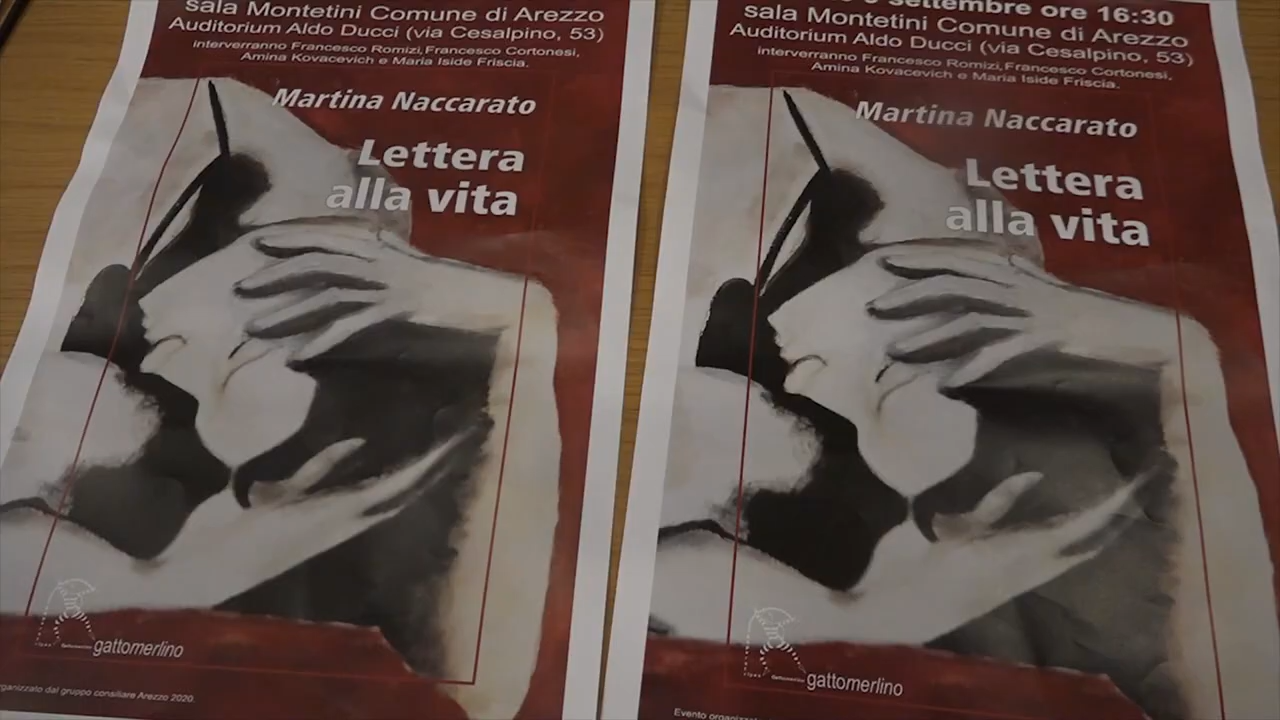 sala Montetini Comune di Arezzo
Auditorium Aldo Ducci (via Cesalpino, 53)
interverranno Francesco Romizi, Francesco Cortonesi,
Amina Kovacevich e Maria Iside Friscia.
Martina Naccarato
Lettera
alla vita
gattomerlino
organizzato dal gruppo consiliare Arezzo 2020.
settembre ore 16:30
sala Montetini Comune di Arezzo
Auditorium Aldo Ducci (via Cesalpino, 53)
interverranno Francesco Romizi, Francesco Cortonesi,
Amina Kovacevich e Maria Iside Friscia.
Martina Naccarato
Lettera
alla vita
gattomerlino
Evento